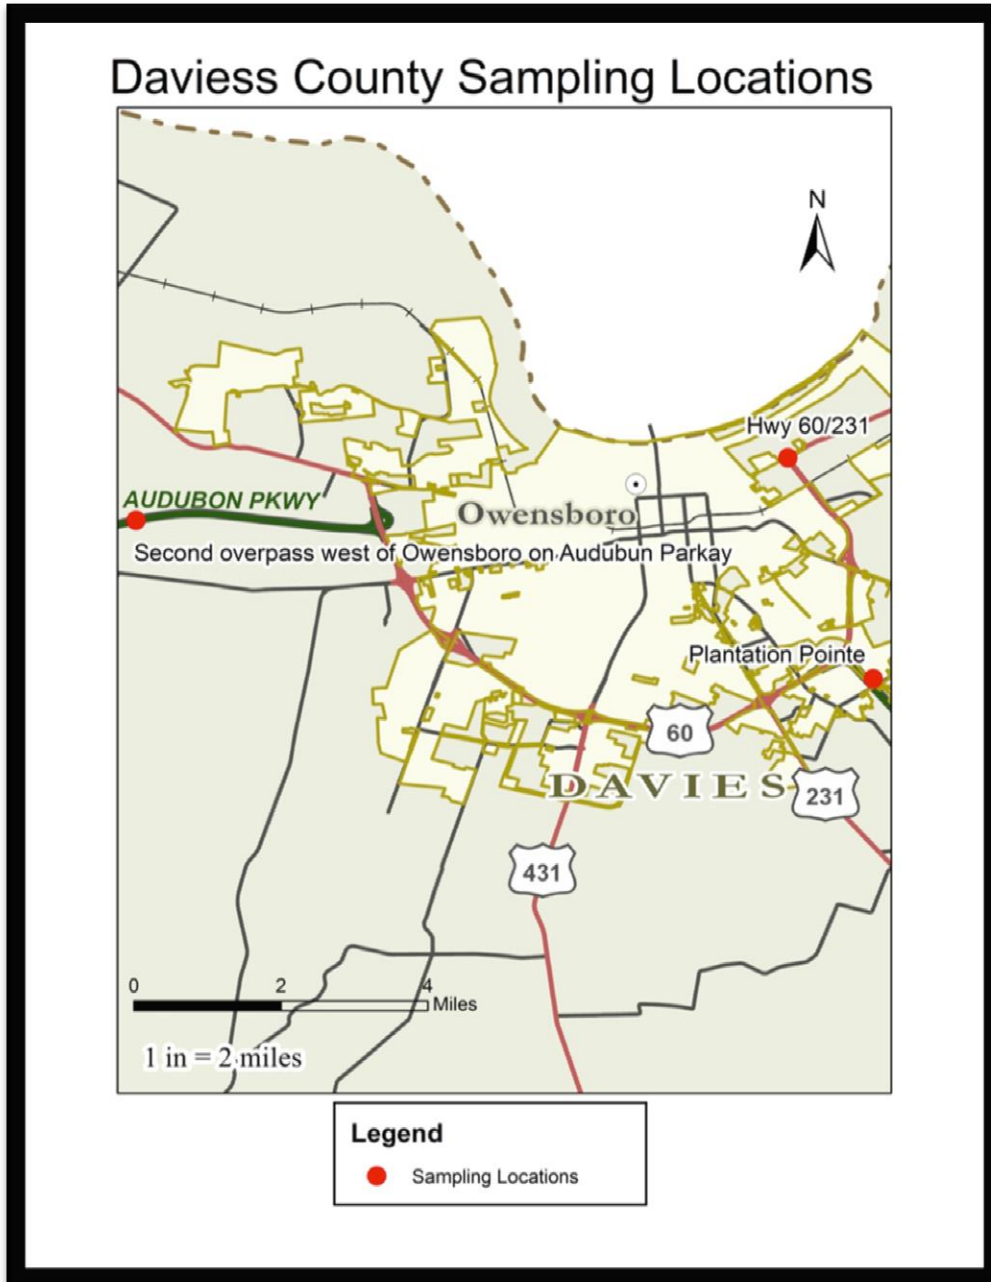 Daviess County Sampling Locations
N
Hwy 60/231
AUDUBON PKWY
Owensboro
Second overpass west of Owensboro on Audubun Parkay
Plantation Pointe
60
DAVIES
231
431
0 2 4
Miles
1 in = 2 miles
Legend
Sampling Locations